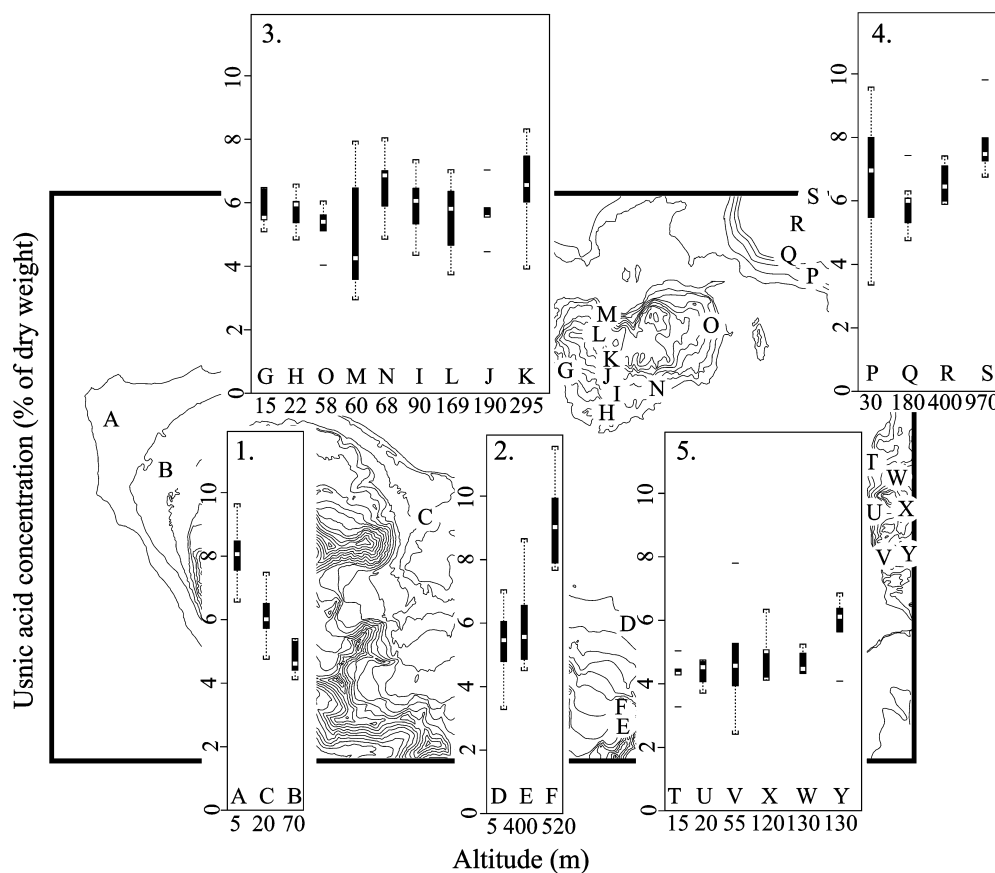 3.
10
8
6
4
2
0
G H O M N I L J K
15 22 58 60 68 90 169 190 295
4.
10
8
6
4
2
0
P Q R S
30 180 400 970
S
R
Q
P
M
L
O
K
G
J
N
I
H
A
B
C
D
F
E
T
W
U
X
V
Y
1.
10
8
6
4
2
0
A C B
5 20 70
2.
10
8
6
4
2
0
D E F
5 400 520
5.
10
8
6
4
2
0
T U V X W Y
15 20 55 120 130 130
Usnic acid concentration (% of dry weight)
Altitude (m)